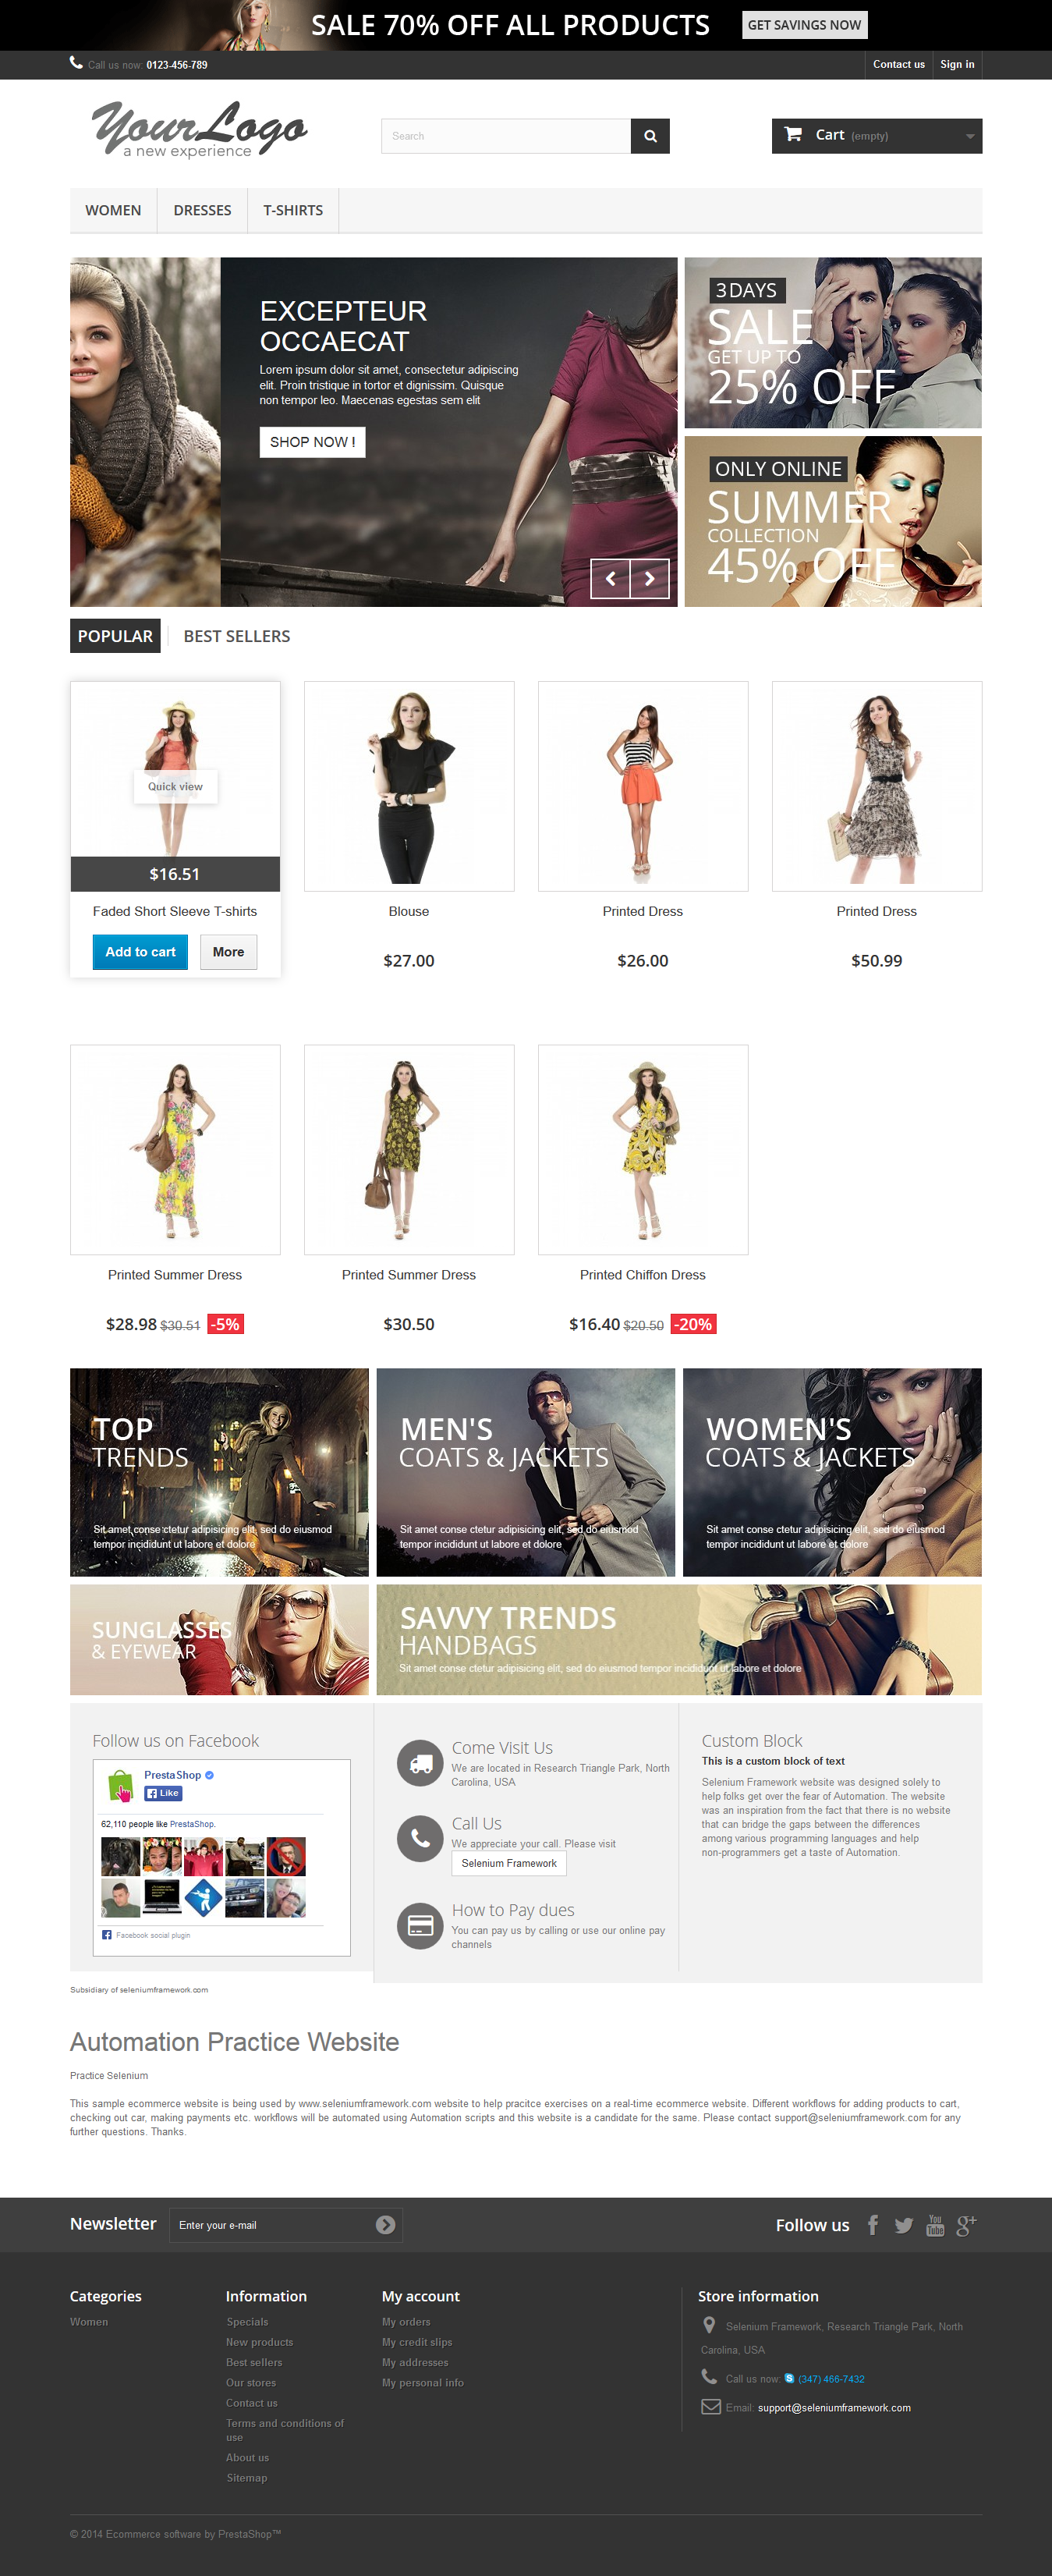 SALE 70% OFF ALL PRODUCTS GET SAVINGS NOW
Call us now: 0123-456-789
Contact us
Sign in
YourLogo
a new experience
Search
Cart (empty)
WOMEN
DRESSES
T-SHIRTS
EXCEPTEUR
OCCAECAT
Lorem ipsum dolor sit amet, consectetur adipiscing
elit. Proin tristique in tortor et dignissim. Quisque
non tempor leo. Maecenas egestas sem elit
SHOP NOW !
3 DAYS
SALE
GET UP TO
25% OFF
ONLY ONLINE
SUMMER
COLLECTION
45% OFF
POPULAR
BEST SELLERS
Quick view
$16.51
Faded Short Sleeve T-shirts
Add to cart
More
Blouse
$27.00
Printed Dress
$26.00
Printed Dress
$50.99
Printed Summer Dress
$28.98 $30.51 -5%
Printed Summer Dress
$30.50
Printed Chiffon Dress
$16.40 $20.50 -20%
TOP
TRENDS
Sit amet conse ctetur adipisicing elit, sed do eiusmod
tempor incididunt ut labore et dolore
MEN'S
COATS & JACKETS
Sit amet conse ctetur adipisicing elit, sed do eiusmod
tempor incididunt ut labore et dolore
WOMEN'S
COATS & JACKETS
Sit amet conse ctetur adipisicing elit, sed do eiusmod
tempor incididunt ut labore et dolore
SUNGLASSES
& EYEWEAR
SAVVY TRENDS
HANDBAGS
Sit amet conse ctetur adipisicing elit, sed do eiusmod tempor incididunt ut labore et dolore
Follow us on Facebook
PrestaShop
Like
62,110 people like PrestaShop.
Facebook social plugin
Come Visit Us
We are located in Research Triangle Park, North
Carolina, USA
Call Us
We appreciate your call. Please visit
Selenium Framework
How to Pay dues
You can pay us by calling or use our online pay
channels
Custom Block
This is a custom block of text
Selenium Framework website was designed solely to
help folks get over the fear of Automation. The website
was an inspiration from the fact that there is no website
that can bridge the gaps between the differences
among various programming languages and help
non-programmers get a taste of Automation.
Subsidiary of seleniumframework.com
Automation Practice Website
Practice Selenium
This sample ecommerce website is being used by www.seleniumframework.com website to help pracitce exercises on a real-time ecommerce website. Different workflows for adding products to cart,
checking out car, making payments etc. workflows will be automated using Automation scripts and this website is a candidate for the same. Please contact support@seleniumframework.com for any
further questions. Thanks.
Newsletter
Enter your e-mail
Follow us
You
Tube
Categories
Women
Information
Specials
New products
Best sellers
Our stores
Contact us
Terms and conditions of
use
About us
Sitemap
My account
My orders
My credit slips
My addresses
My personal info
Store information
Selenium Framework, Research Triangle Park, North
Carolina, USA
Call us now: (347) 466-7432
Email: support@seleniumframework.com
© 2014 Ecommerce software by PrestaShop™